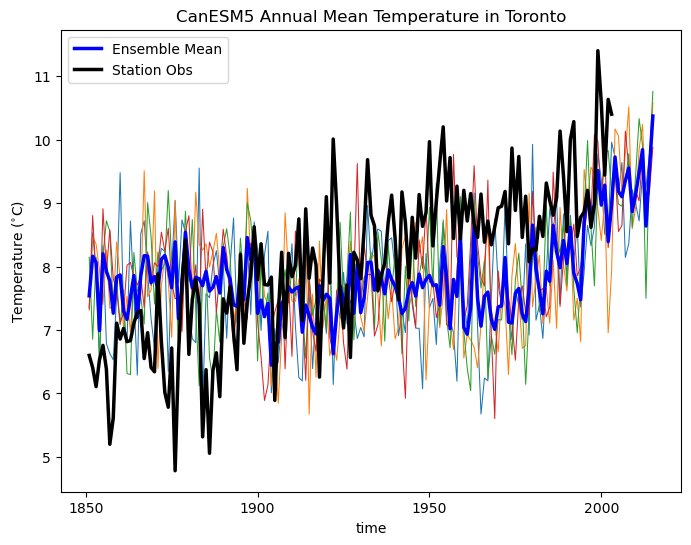 CanESM5 Annual Mean Temperature in Toronto
Ensemble Mean
Station Obs
Temperature (°C)
11
10
9
8
7
6
5
1850
1900
1950
2000
time